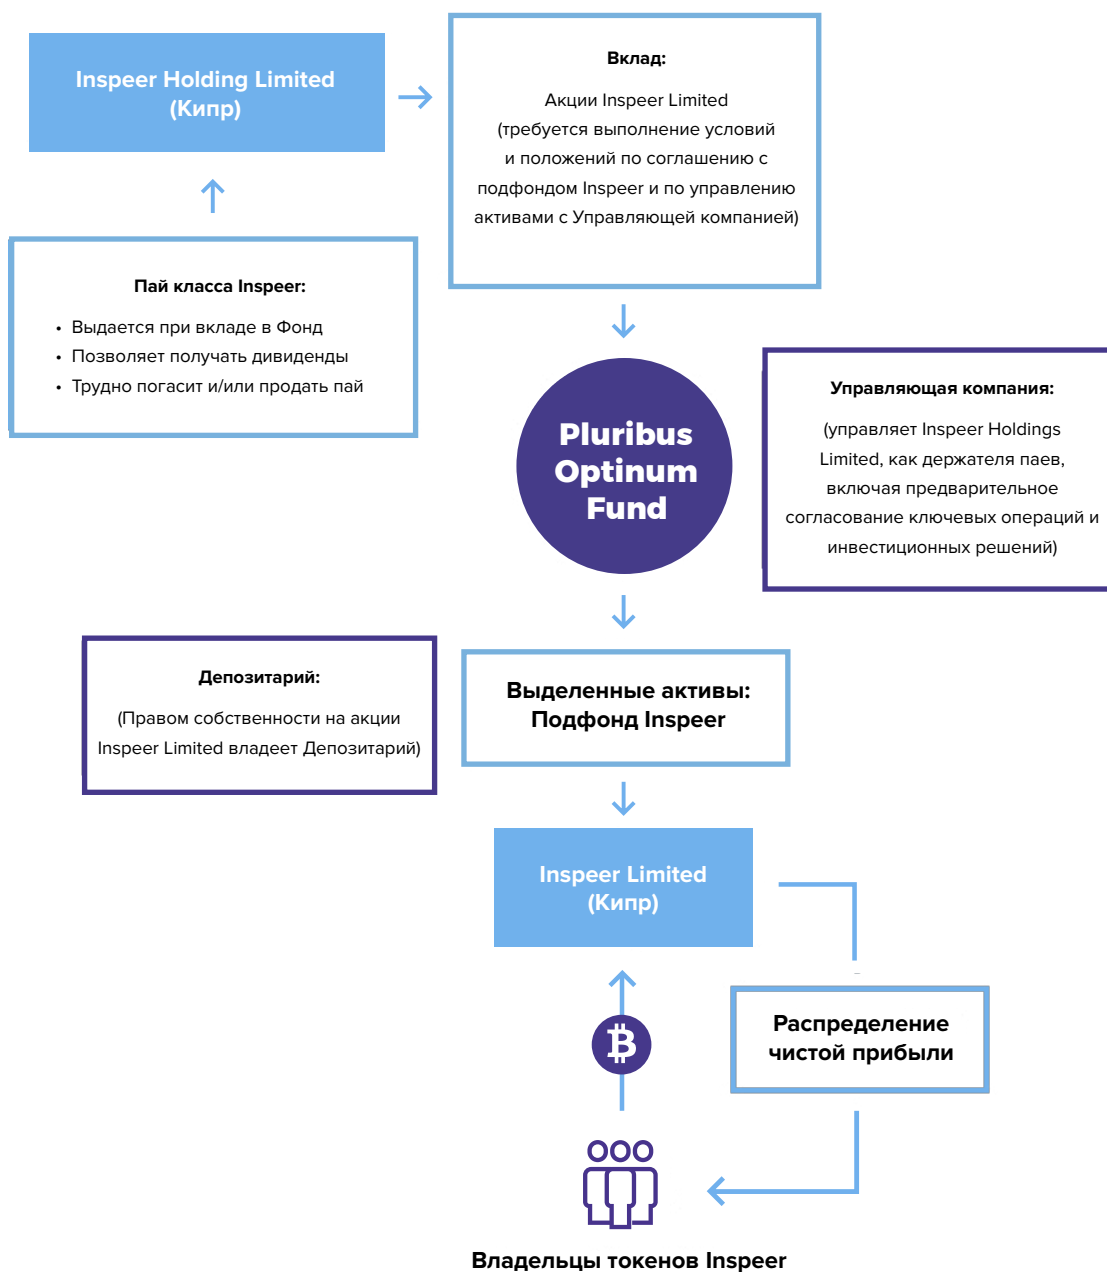 Inspeer Holding Limited
(Кипр)
Вклад:
Акции Inspeer Limited
(требуется выполнение условий
и положений по соглашению с
подфондом Inspeer и по управлению
активами с Управляющей компанией)
Пай класса Inspeer:
• Выдается при вкладе в Фонд
• Позволяет получать дивиденды
• Трудно погасит и/или продать пай
Pluribus
Optinum
Fund
Управляющая компания:
(управляет Inspeer Holdings
Limited, как держателя паев,
включая предварительное
согласование ключевых операций и
инвестиционных решений)
Депозитарий:
(Правом собственности на акции
Inspeer Limited владеет Депозитарий)
Выделенные активы:
Подфонд Inspeer
Inspeer Limited
(Кипр)
Распределение
чистой прибыли
Владельцы токенов Inspeer